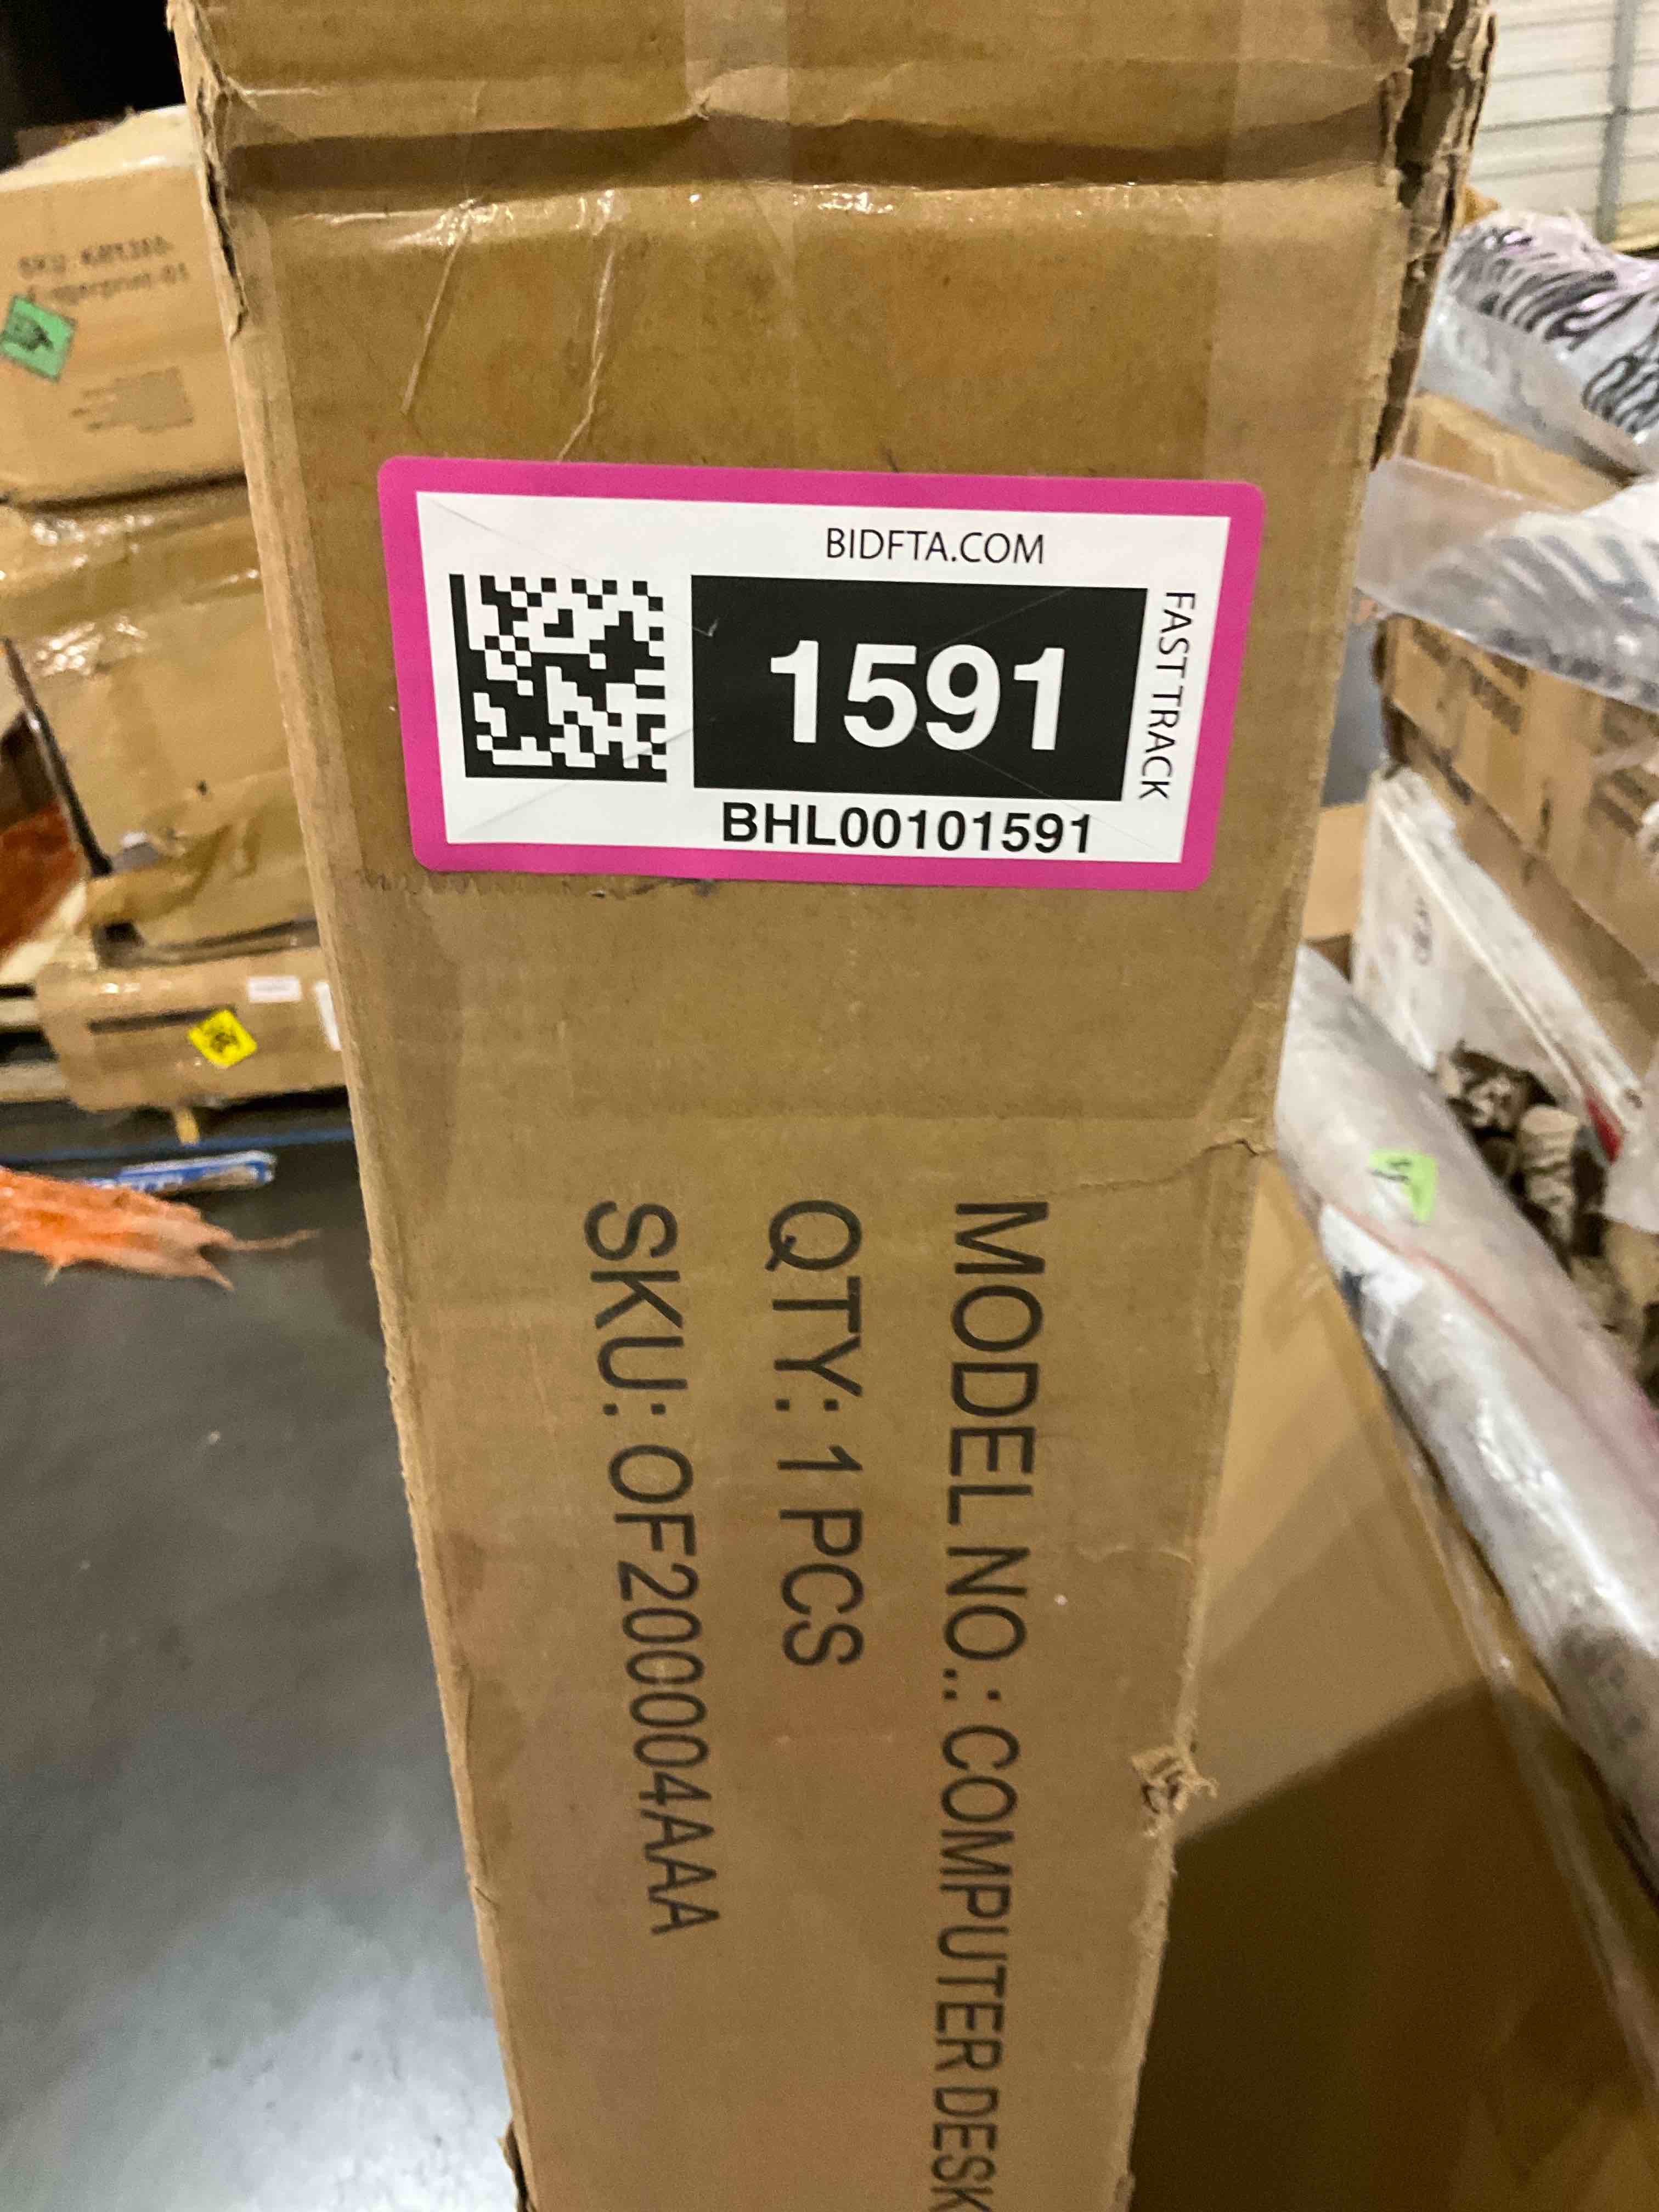 BIDFTA.COM
1591
FAST TRACK
BHL00101591
MODEL NO.: COMPUTER DESK
QTY: 1 PCS
SKU: OF200004AAA